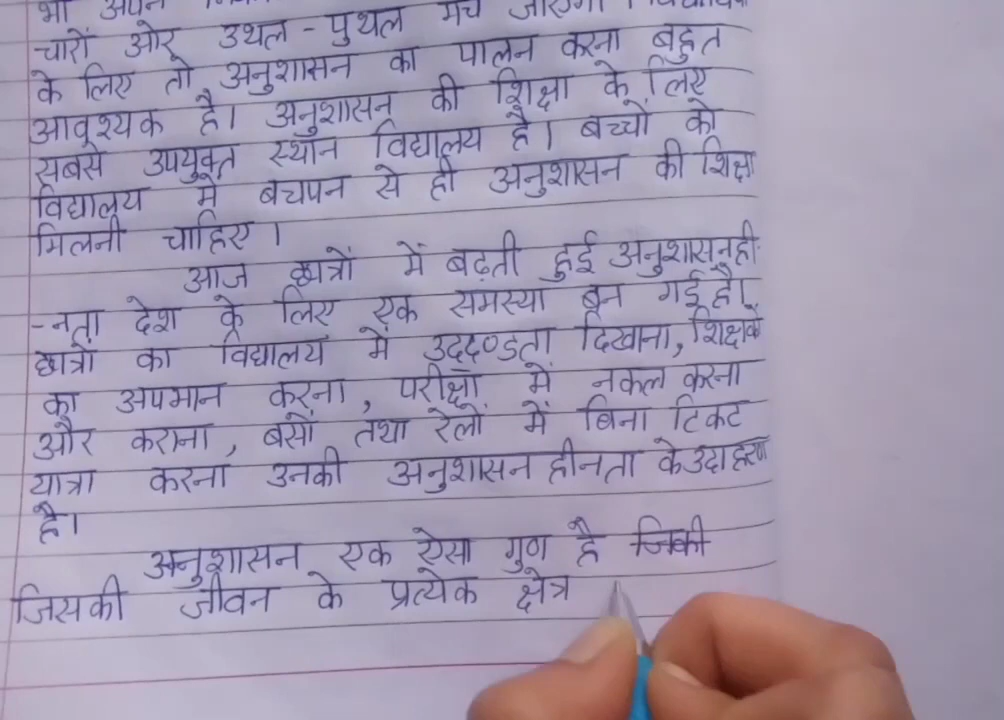 भी अपने
चारों ओर उथल - पुथल मच जाएगी।
के लिए तो अनुशासन का पालन करना बहुत
आवश्यक है। अनुशासन की शिक्षा के लिए
सबसे उपयुक्त स्थान विद्यालय है। बच्चों को
विद्यालय में बचपन से ही अनुशासन की शिक्षा
मिलनी चाहिए।
आज छात्रों में बढ़ती हुई अनुशासनही-
-नता देश के लिए एक समस्या बन गई है।
छात्रों का विद्यालय में उद्दण्डता दिखाना, शिक्षकों
का अपमान करना, परीक्षा में नकल करना
और कराना, बसों तथा रेलों में बिना टिकट
यात्रा करना उनकी अनुशासन हीनता के उदाहरण
है।
अनुशासन एक ऐसा गुण है जिकी
जिसकी जीवन के प्रत्येक क्षेत्र